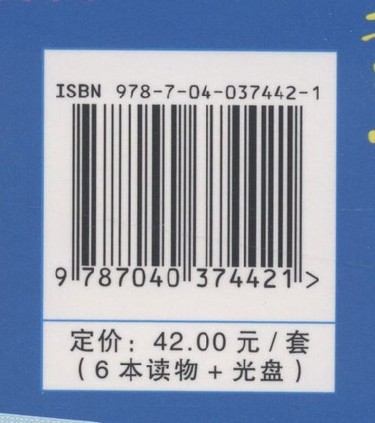 ISBN 978-7-04-037442-1
9 787040 374421 >
定价：42.00 元 / 套
( 6 本读物 + 光盘 )